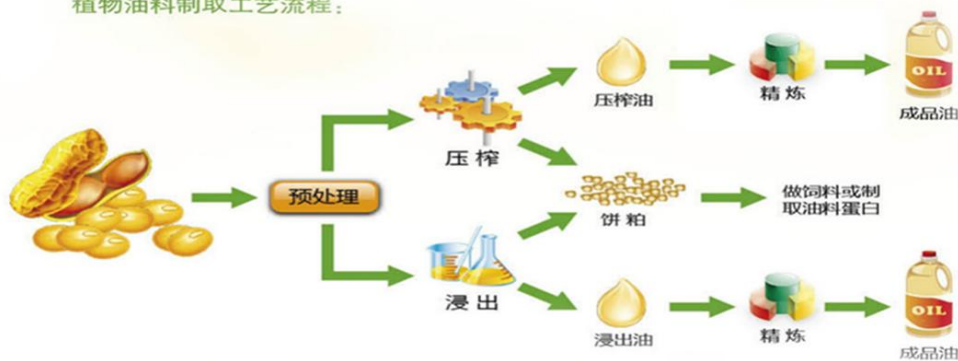 植物油料制取工艺流程：
压榨油
精炼
OIL
成品油
压榨
预处理
饼粕
做饲料或制
取油料蛋白
浸出
浸出油
精炼
OIL
成品油